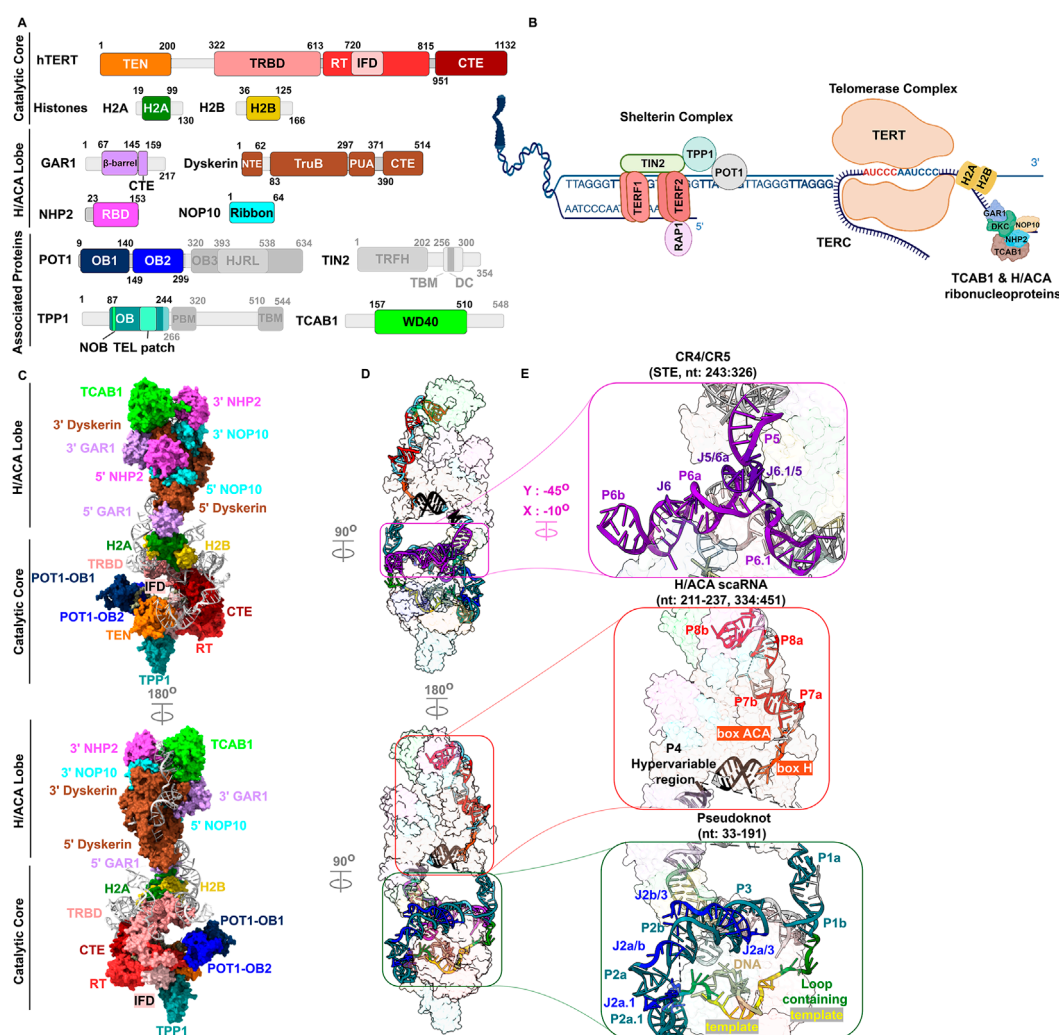 A
Catalytic Core
hTERT
1 200 322 613 720 815 1132
TEN TRBD RT IFD CTE
951
Histones
H2A 19 99 H2A 130
H2B 36 125 H2B 166
H/ACA Lobe
GAR1 1 67 145 159 β-barrel CTE 217
Dyskerin 1 62 297 371 514
NTE TruB PUA CTE
83 390
NHP2 23 RBD 153
NOP10 1 Ribbon 64
Associated Proteins
POT1 9 140 320 393 538 634
OB1 OB2 OB3 HJRL
149 299
TIN2 202 256 300
TRFH
TBM DC 354
TPP1 87 244 320 510 544
OB PBM TBM
266
NOB TEL patch
TCAB1 157 510 548
WD40
B
Shelterin Complex
TPP1
TIN2
POT1
TERF1
TERF2
RAP1
TTAGGGT G GGTTA TTAGGGTTAGGG
AATCCCAAT
5'
Telomerase Complex
TERT
AUCCCAAUCCC
3'
TERC
H2A
H2B
GAR1
DKC
NOP10
NHP2
TCAB1
TCAB1 & H/ACA
ribonucleoproteins
C
H/ACA Lobe
TCAB1
3' NHP2
3' Dyskerin
3' NOP10
3' GAR1
5' NHP2
5' NOP10
5' Dyskerin
5' GAR1
Catalytic Core
H2A
H2B
TRBD
POT1-OB1
IFD
POT1-OB2
CTE
TEN
RT
TPP1
180°
H/ACA Lobe
3' NHP2
TCAB1
3' NOP10
3' Dyskerin
3' GAR1
5' NOP10
5' Dyskerin
5' GAR1
Catalytic Core
H2A
H2B
TRBD
POT1-OB1
CTE
POT1-OB2
RT
IFD
TPP1
D
90°
Y : -45°
X : -10°
180°
90°
E
CR4/CR5
(STE, nt: 243:326)
P5
J5/6a
J6.1/5
P6a
J6
P6b
P6.1
H/ACA scaRNA
(nt: 211-237, 334:451)
P8b
P8a
P7a
P7b
box ACA
P4
Hypervariable
region
box H
Pseudoknot
(nt: 33-191)
P1a
J2b/3
P3
P2b
P1b
J2a/b
J2a/3
P2a
DNA
Loop
containing
template
J2a.1
template
P2a.1